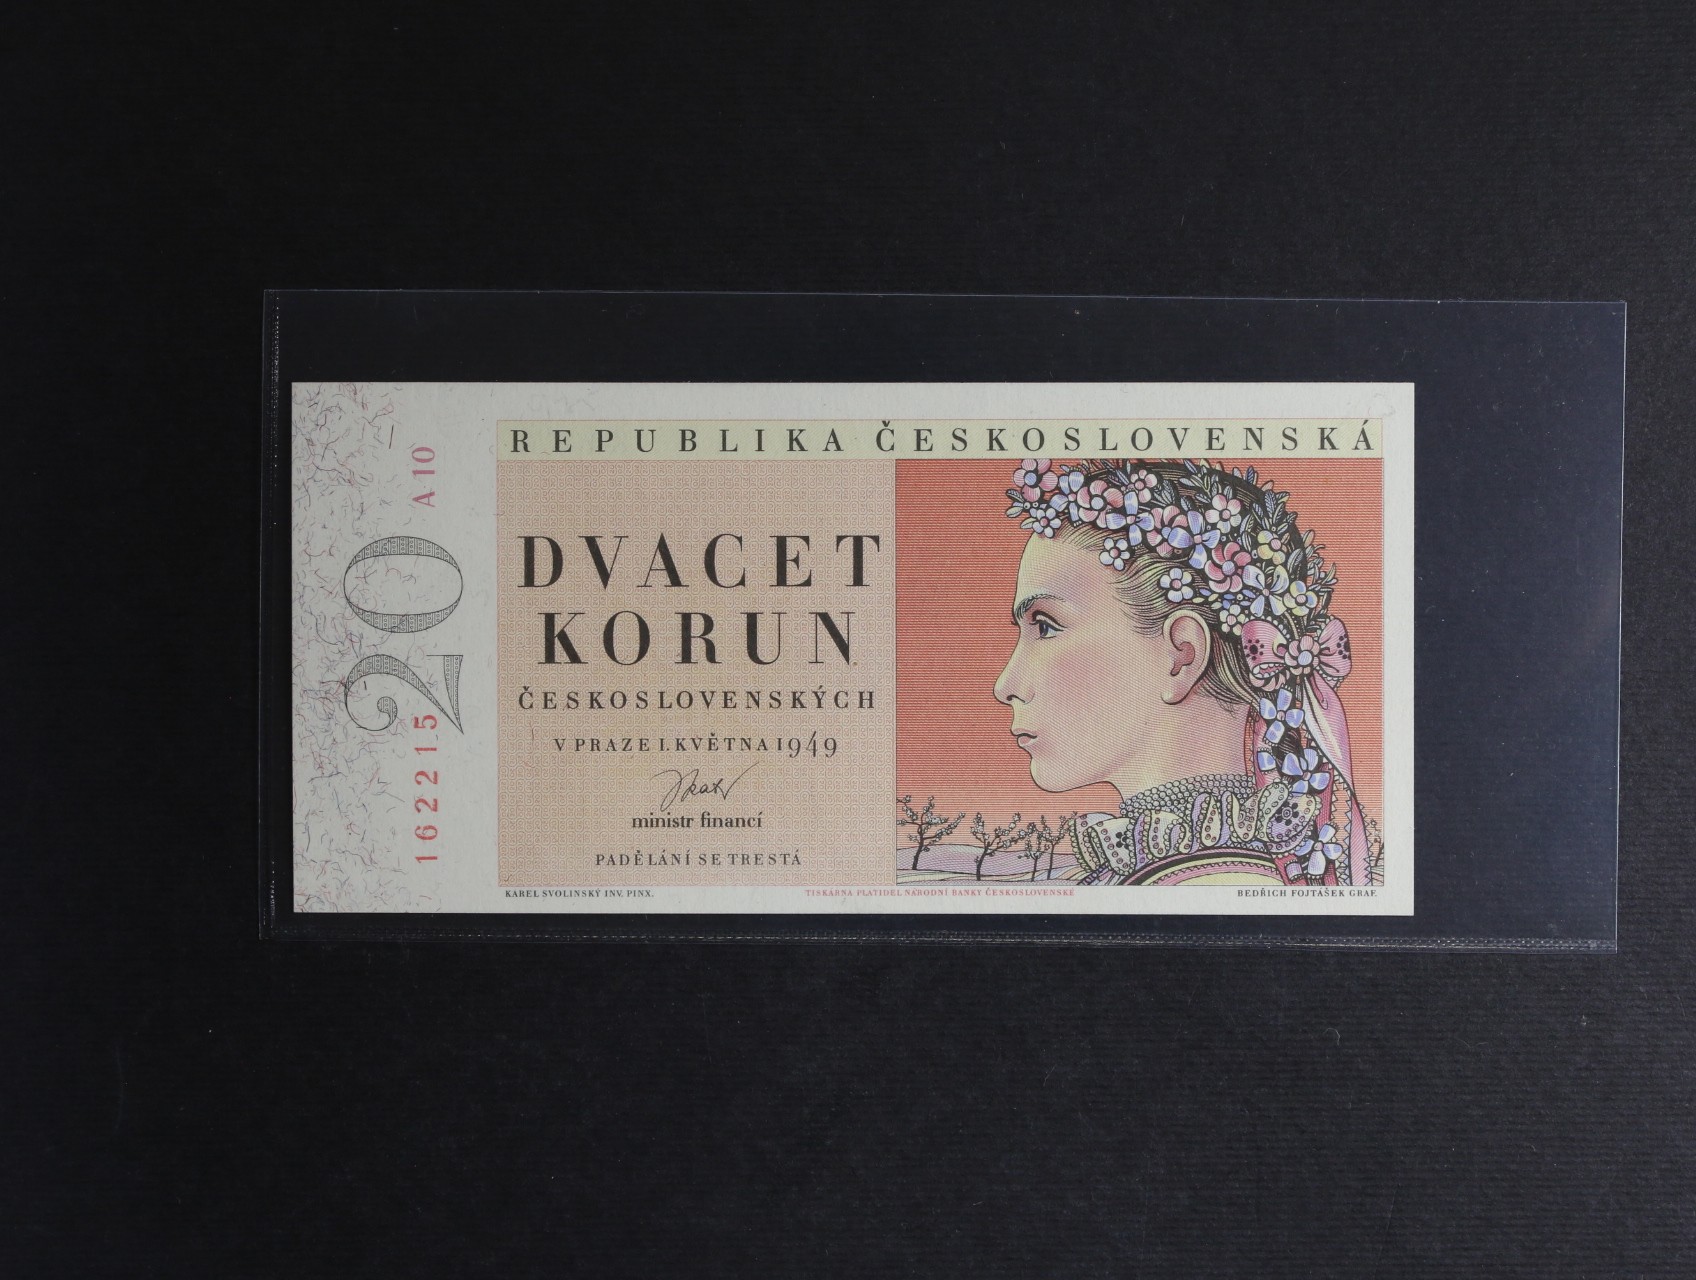 REPUBLIKA ČESKOSLOVENSKÁ
A 10
20
162215
DVACET
KORUN
ČESKOSLOVENSKÝCH
V PRAZE 1. KVĚTNA 1949
ministr financí
PADĚLÁNÍ SE TRESTÁ
KAREL SVOLINSKÝ INV. PINX.
TISKÁRNA PLATIDEL NÁRODNÍ BANKY ČESKOSLOVENSKÉ
BEDŘICH FOJTÁŠEK GRAF.